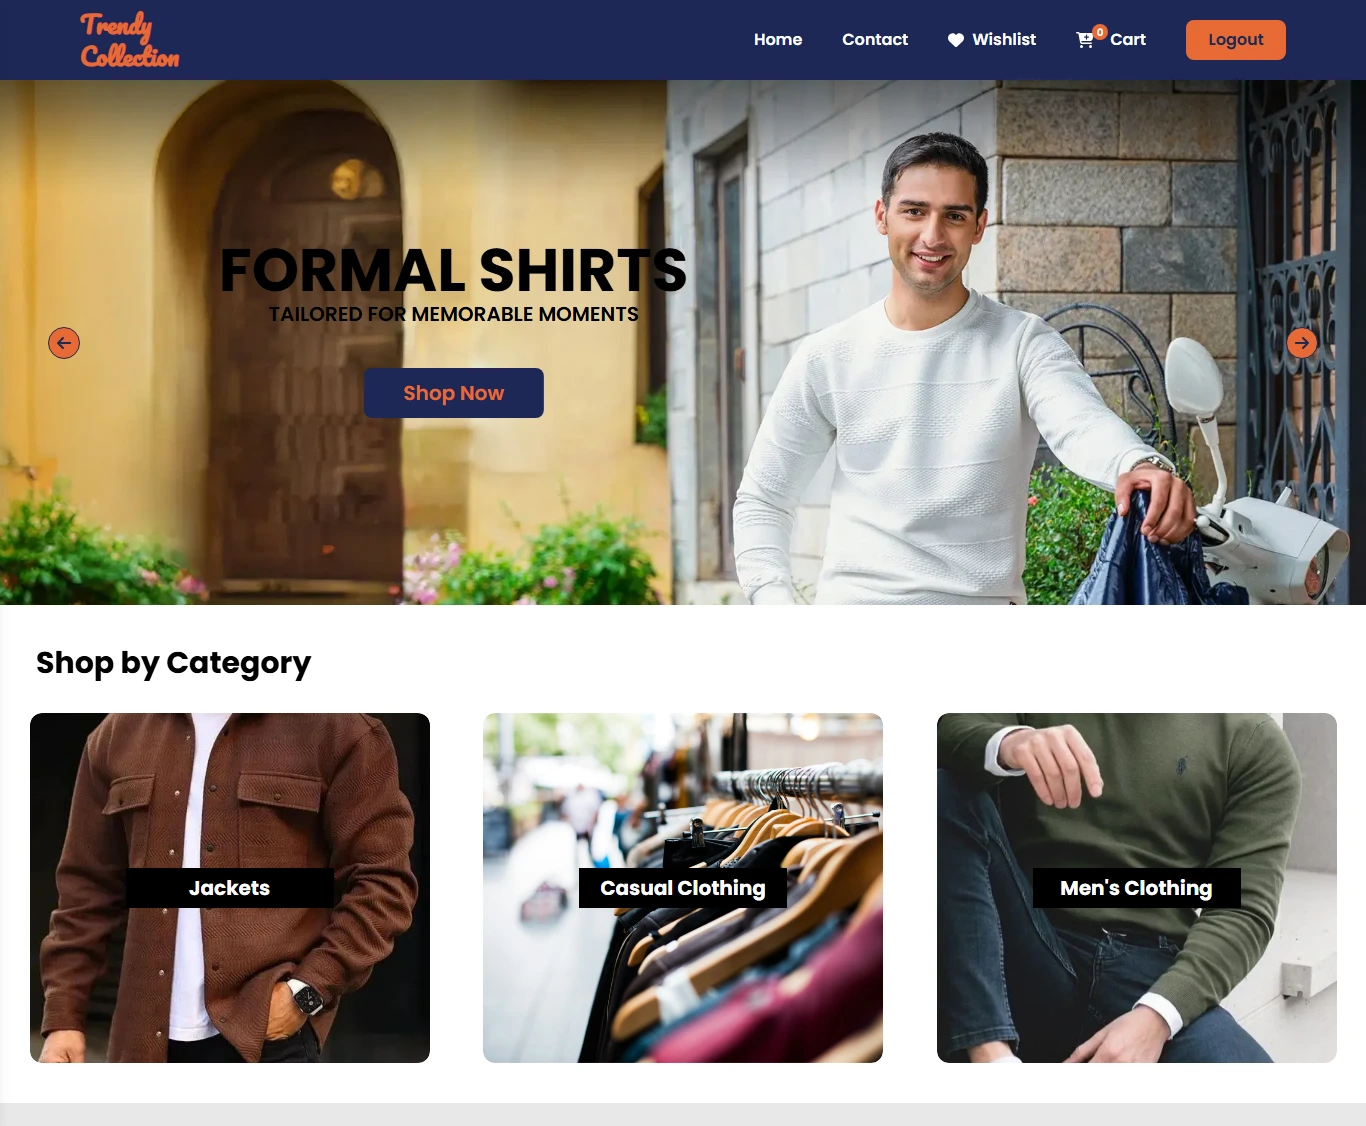 Trendy
Collection
Home
Contact
Wishlist
0
Cart
Logout
FORMAL SHIRTS
TAILORED FOR MEMORABLE MOMENTS
Shop Now
Shop by Category
Jackets
Casual Clothing
Men's Clothing